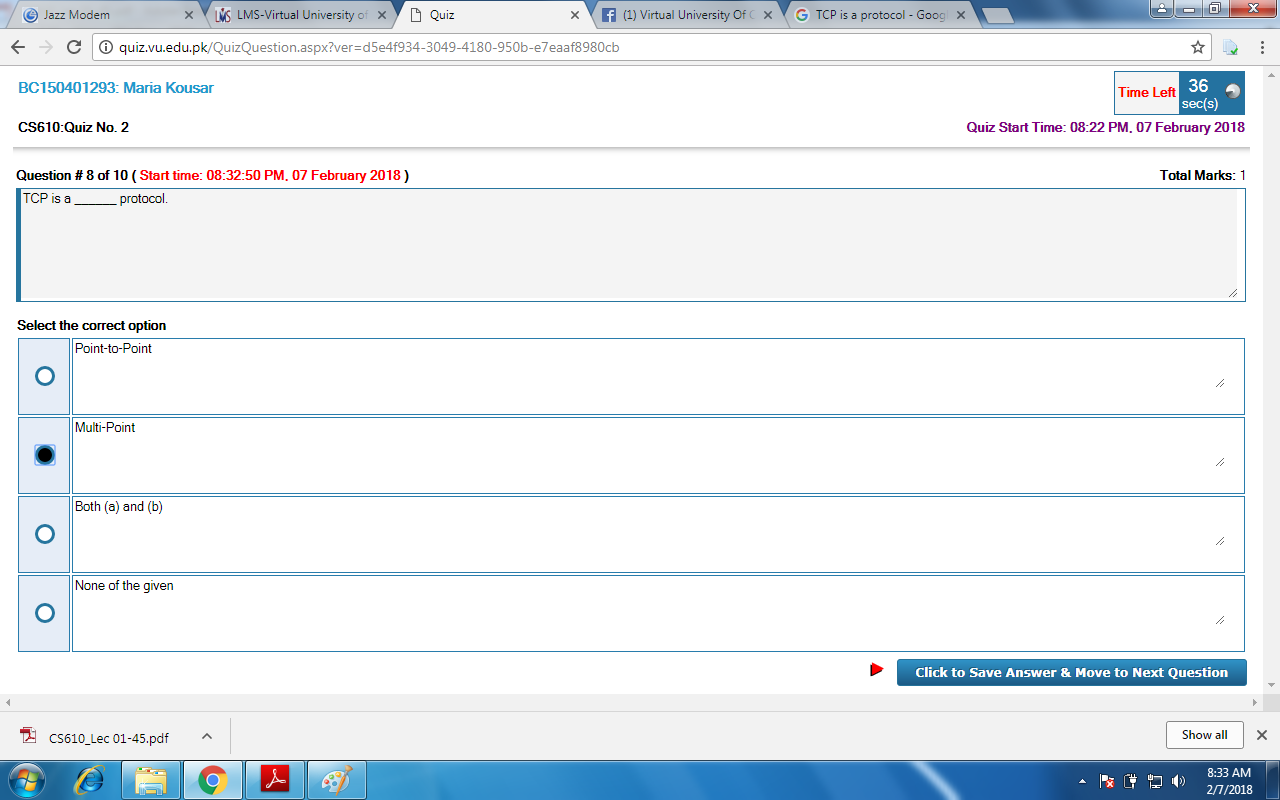 Jazz Modem
LMS-Virtual University of
Quiz
(1) Virtual University Of
TCP is a protocol - Goog
quiz.vu.edu.pk/QuizQuestion.aspx?ver=d5e4f934-3049-4180-950b-e7eaaf8980cb
BC150401293: Maria Kousar
Time Left 36 sec(s)
CS610:Quiz No. 2
Quiz Start Time: 08:22 PM, 07 February 2018
Question # 8 of 10 ( Start time: 08:32:50 PM, 07 February 2018 )
Total Marks: 1
TCP is a ______ protocol.
Select the correct option
Point-to-Point
Multi-Point
Both (a) and (b)
None of the given
Click to Save Answer & Move to Next Question
CS610_Lec 01-45.pdf
Show all
8:33 AM
2/7/2018